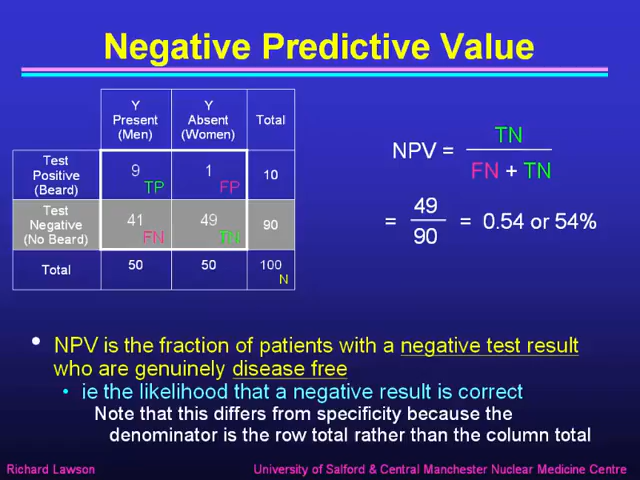 Negative Predictive Value
Y Present (Men)
Y Absent (Women)
Total
Test Positive (Beard)
9 TP
1 FP
10
Test Negative (No Beard)
41 FN
49 TN
90
Total
50
50
100 N
NPV = TN / FN + TN
= 49 / 90 = 0.54 or 54%
• NPV is the fraction of patients with a negative test result
who are genuinely disease free
• ie the likelihood that a negative result is correct
Note that this differs from specificity because the
denominator is the row total rather than the column total
Richard Lawson
University of Salford & Central Manchester Nuclear Medicine Centre